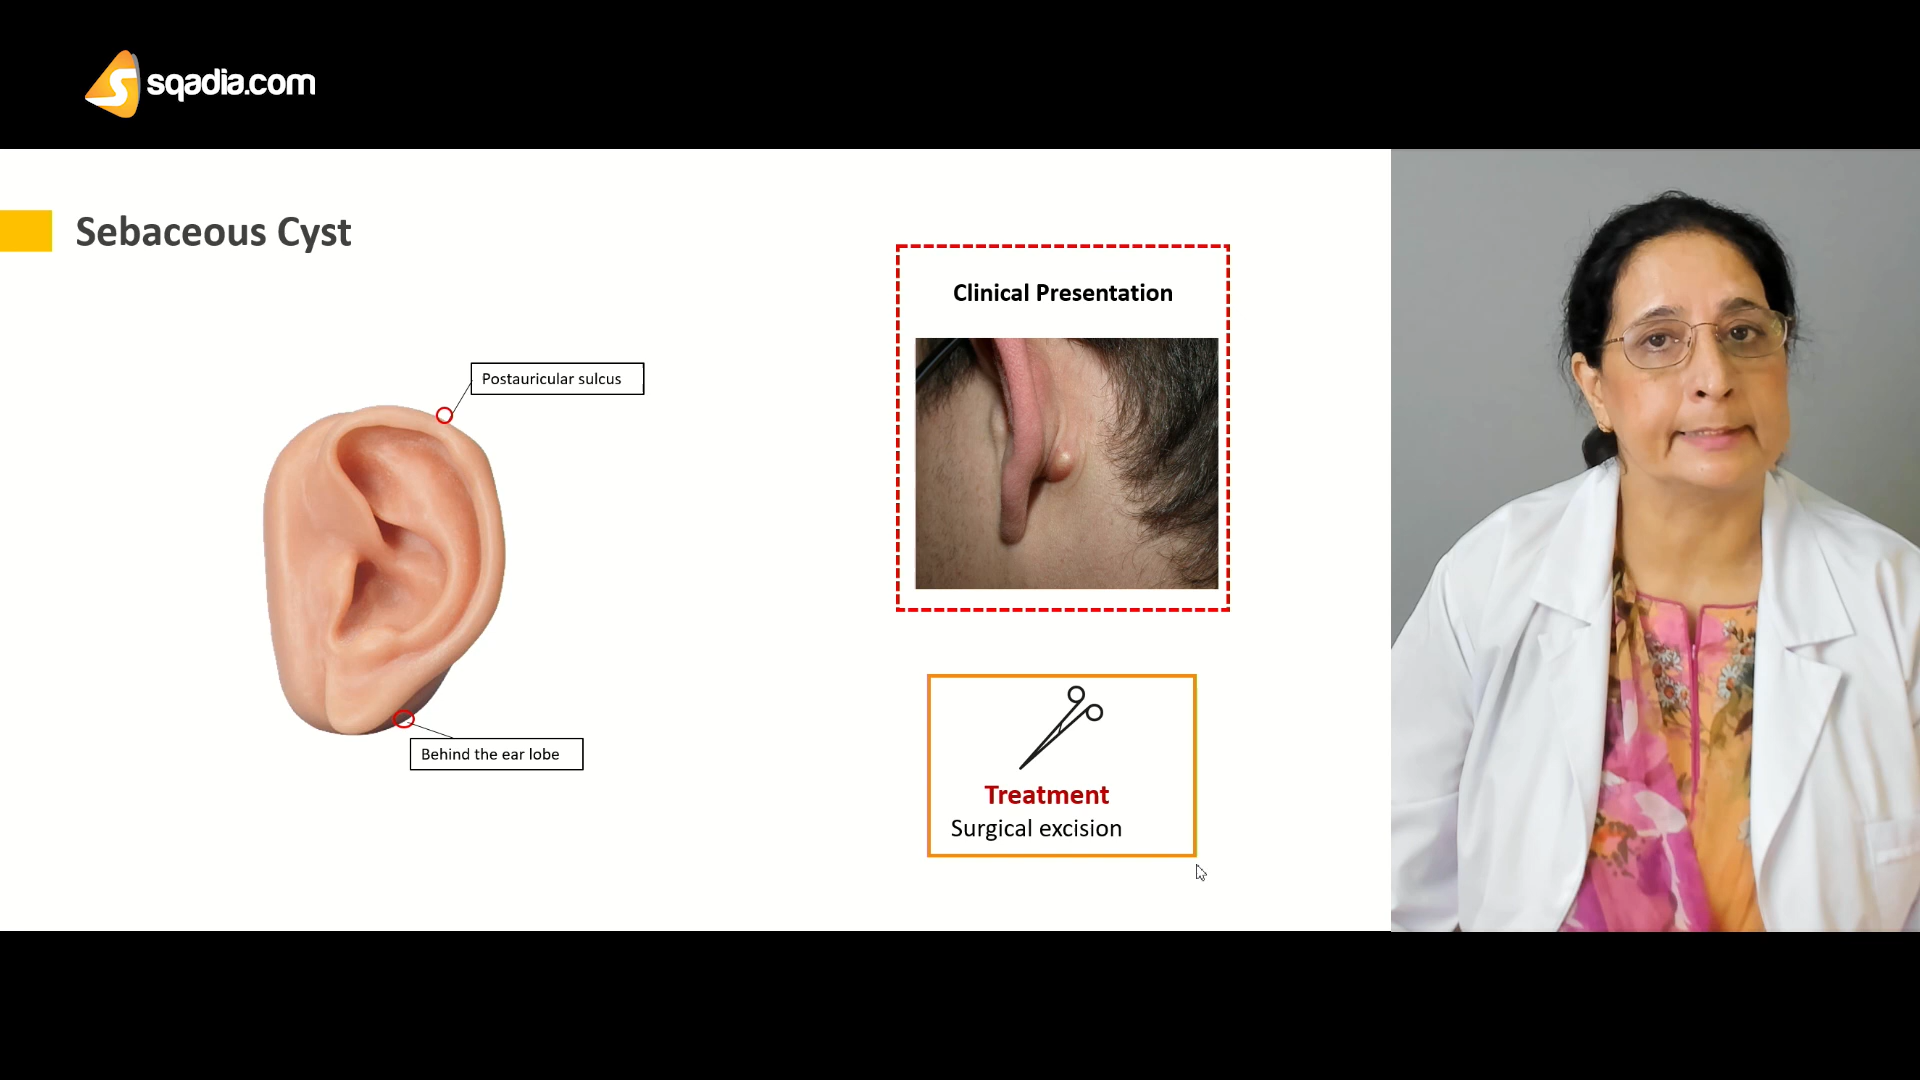 sqadia.com
Sebaceous Cyst
Postauricular sulcus
Behind the ear lobe
Clinical Presentation
Treatment
Surgical excision